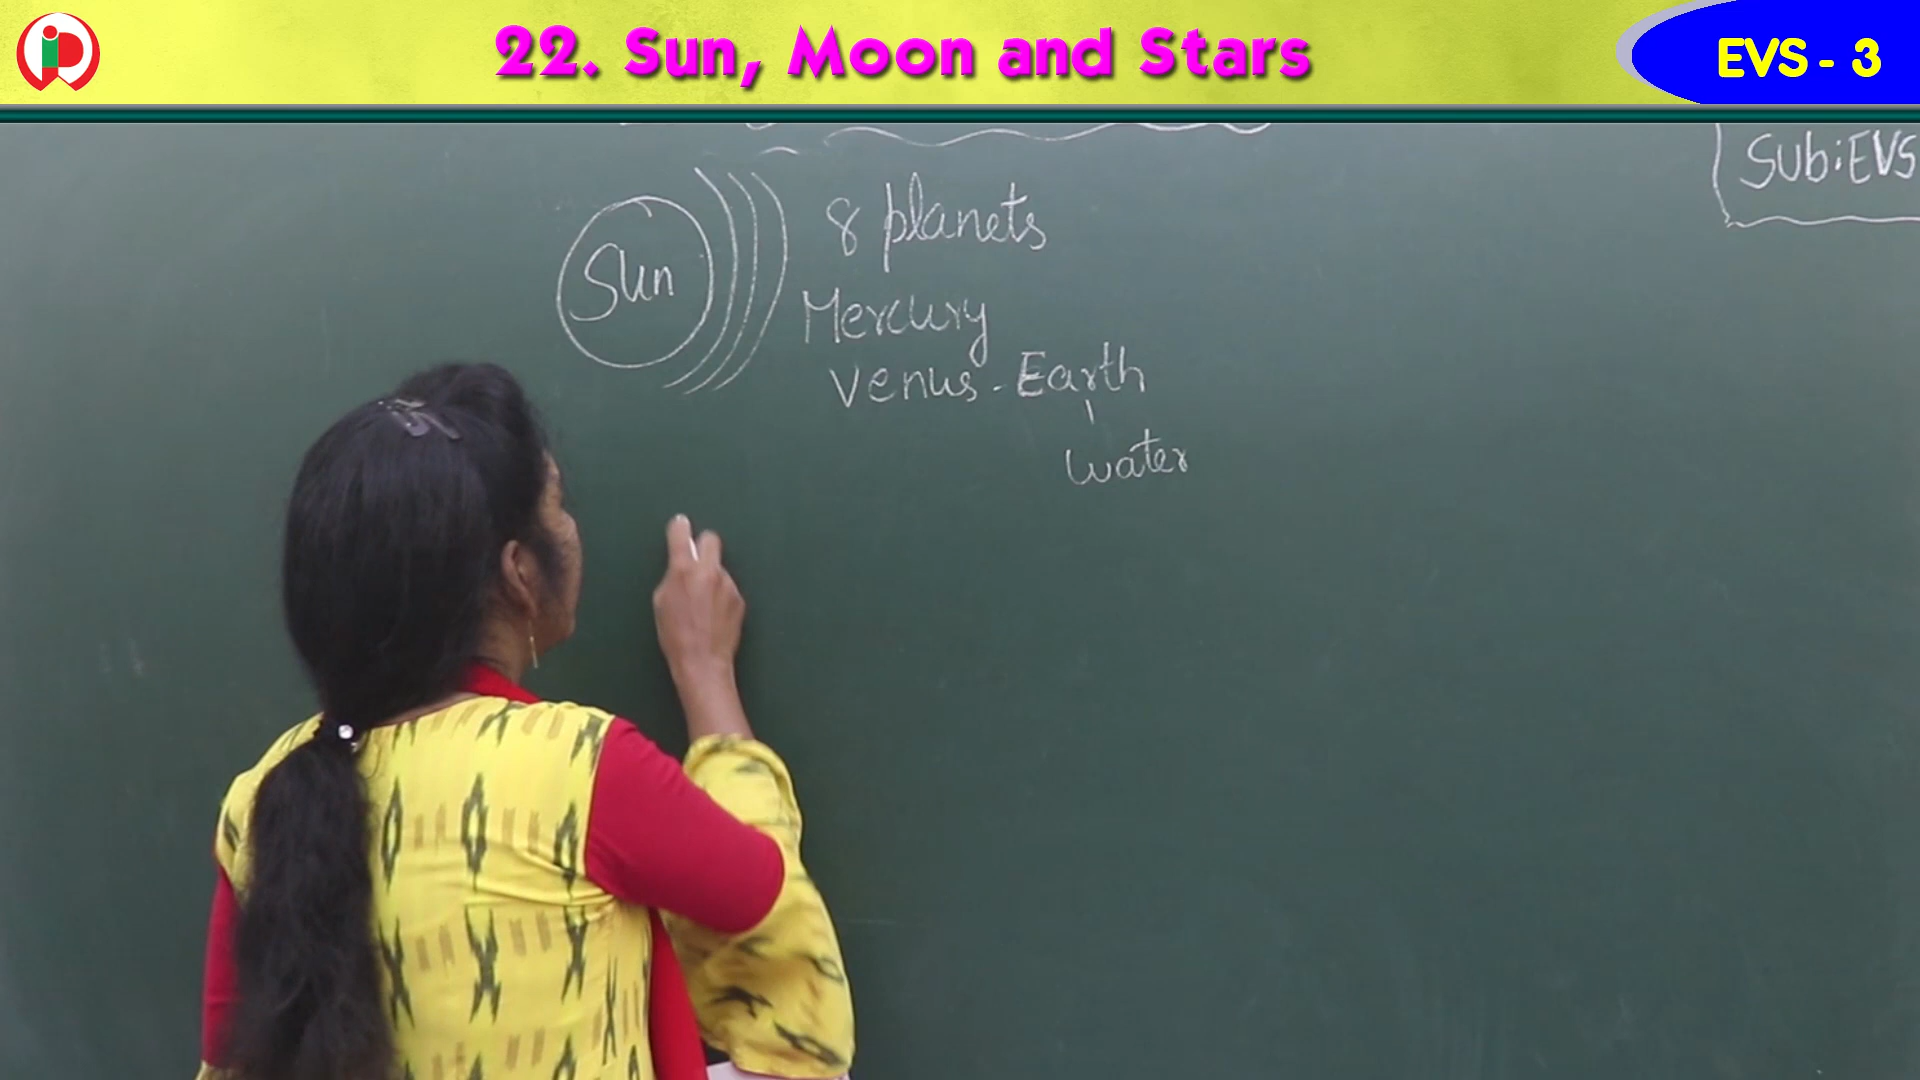 22. Sun, Moon and Stars
EVS - 3
Sub:EVS
Sun
8 planets
Mercury
Venus - Earth
water